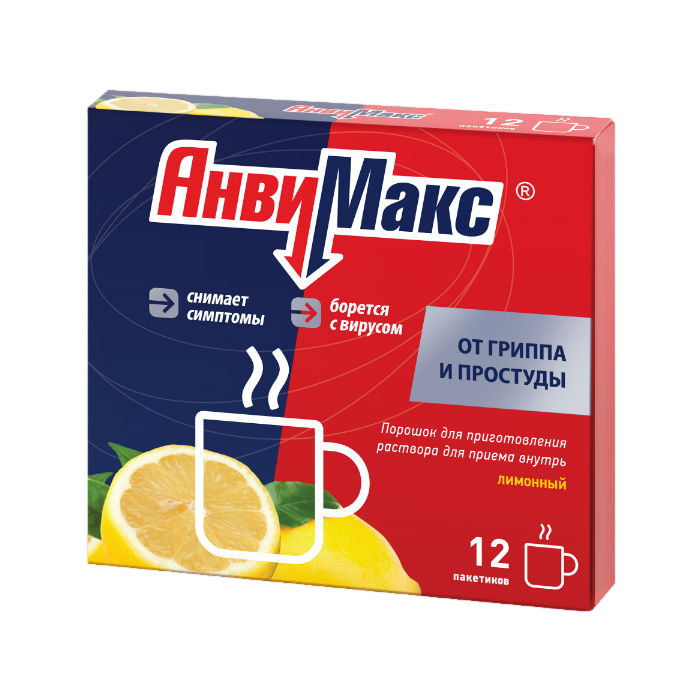 АнвиМакс
12
пакетиков
АнвиМакс®
снимает
симптомы
борется
с вирусом
ОТ ГРИППА
И ПРОСТУДЫ
Порошок для приготовления
раствора для приема внутрь
ЛИМОННЫЙ
12
пакетиков